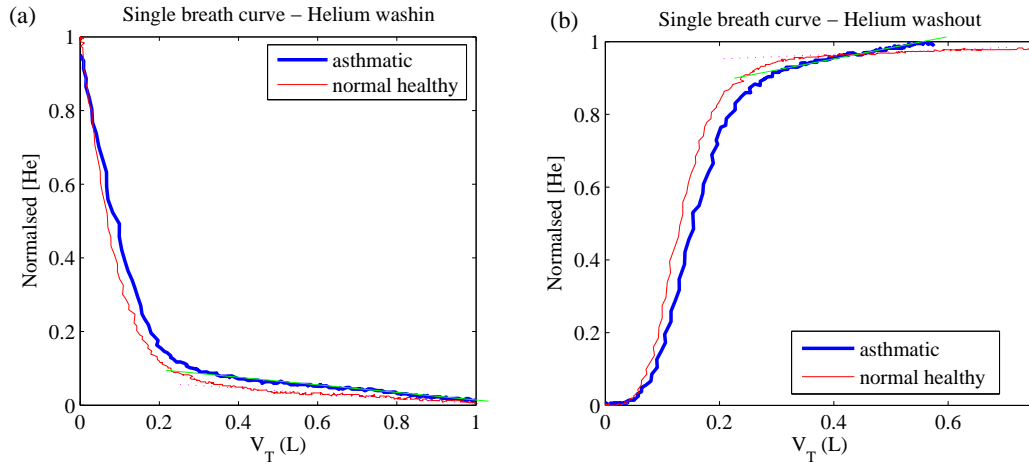 (a)
Single breath curve – Helium washin
1
0.8
0.6
0.4
0.2
0
Normalsed [He]
asthmatic
normal healthy
0
0.2
0.4
0.6
0.8
1
V_T (L)
(b)
Single breath curve – Helium washout
1
0.8
0.6
0.4
0.2
0
Normalsed [He]
asthmatic
normal healthy
0
0.2
0.4
0.6
V_T (L)